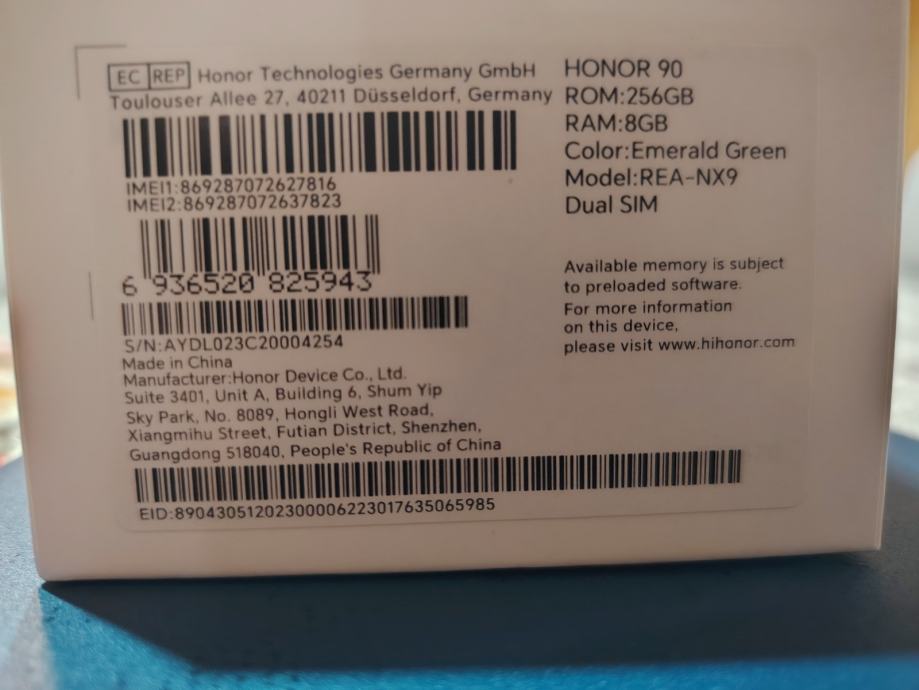 EC REP Honor Technologies Germany GmbH
Toulouser Allee 27, 40211 Düsseldorf, Germany
IMEI1:869287072627816
IMEI2:869287072637823
6 936520 825943
S/N:AYDL023C20004254
Made in China
Manufacturer:Honor Device Co., Ltd.
Suite 3401, Unit A, Building 6, Shum Yip
Sky Park, No. 8089, Hongli West Road,
Xiangmihu Street, Futian District, Shenzhen,
Guangdong 518040, People's Republic of China
EID:89043051202300006223017635065985
HONOR 90
ROM:256GB
RAM:8GB
Color:Emerald Green
Model:REA-NX9
Dual SIM
Available memory is subject
to preloaded software.
For more information
on this device,
please visit www.hihonor.com